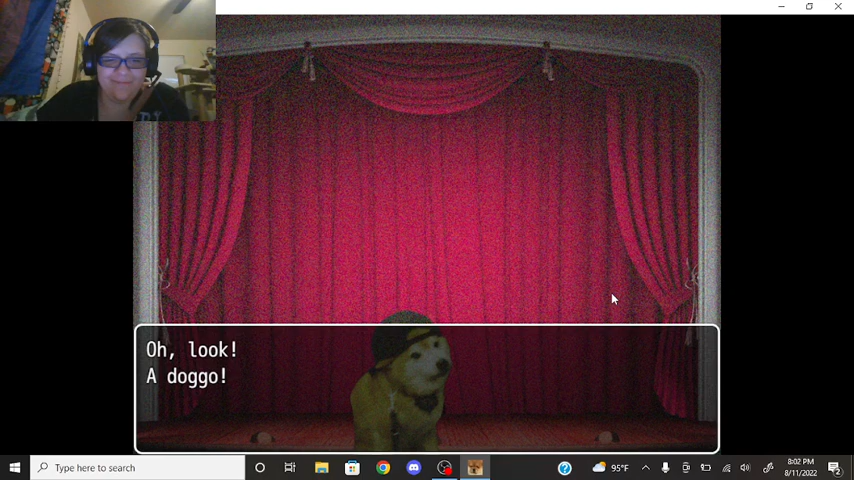 Oh, look!
A doggo!
Type here to search
95°F
8:02 PM
8/11/2022